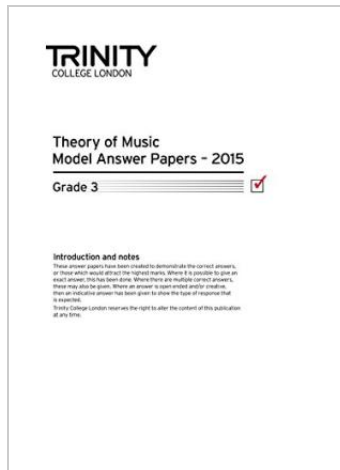 TRINITY
COLLEGE LONDON
Theory of Music
Model Answer Papers – 2015
Grade 3
Introduction and notes
These answer papers have been created to demonstrate the correct answers,
or those which would attract the highest marks. Where it is possible to give an
exact answer, this has been done. Where there are multiple correct answers,
these may also be given. Where an answer is open ended and/or creative,
then an indicative answer has been given to show the type of response that
is expected.
Trinity College London reserves the right to alter the content of this publication
at any time.